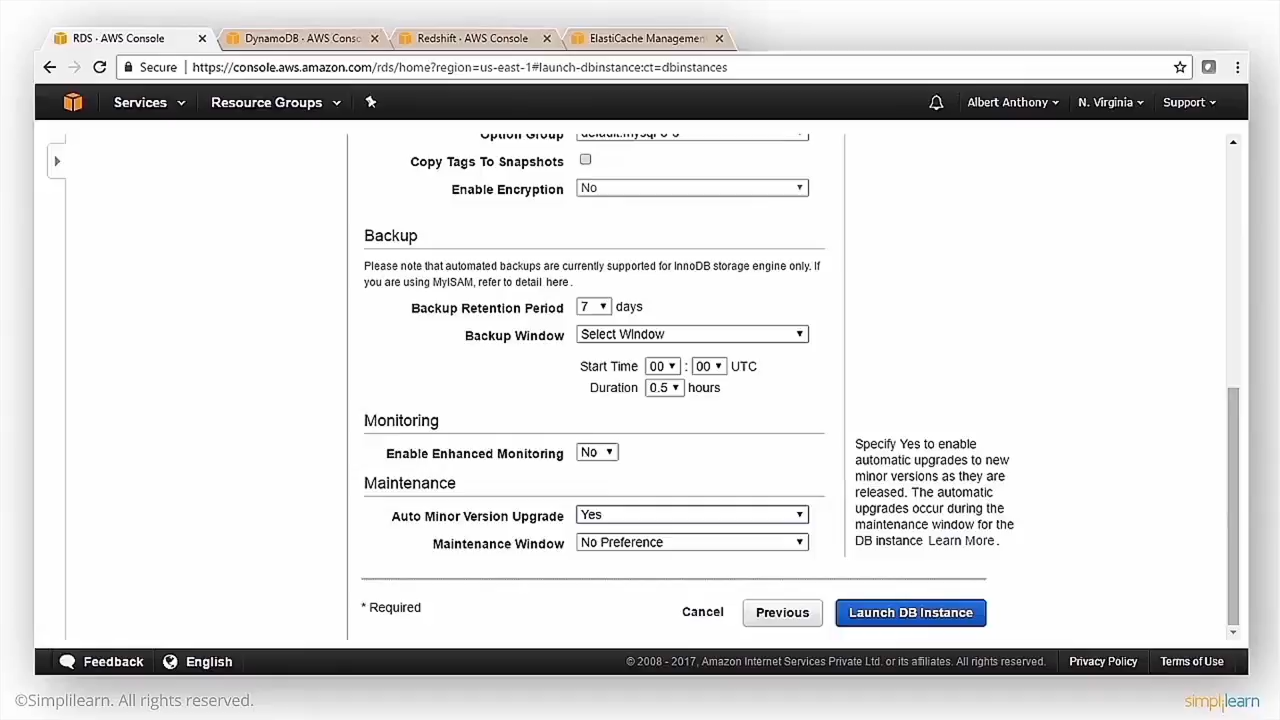 RDS - AWS Console
DynamoDB - AWS Conso
Redshift - AWS Console
ElastiCache Managemen
Secure
https://console.aws.amazon.com/rds/home?region=us-east-1#launch-dbinstance:ct=dbinstances
Services
Resource Groups
Albert Anthony
N. Virginia
Support
Option Group
Copy Tags To Snapshots
Enable Encryption
No
Backup
Please note that automated backups are currently supported for InnoDB storage engine only. If
you are using MyISAM, refer to detail here.
Backup Retention Period
7
days
Backup Window
Select Window
Start Time
00
:
00
UTC
Duration
0.5
hours
Monitoring
Enable Enhanced Monitoring
No
Maintenance
Auto Minor Version Upgrade
Yes
Maintenance Window
No Preference
Specify Yes to enable
automatic upgrades to new
minor versions as they are
released. The automatic
upgrades occur during the
maintenance window for the
DB instance Learn More.
* Required
Cancel
Previous
Launch DB Instance
Feedback
English
© 2008 - 2017, Amazon Internet Services Private Ltd. or its affiliates. All rights reserved.
Privacy Policy
Terms of Use
©Simplilearn. All rights reserved.
simplilearn